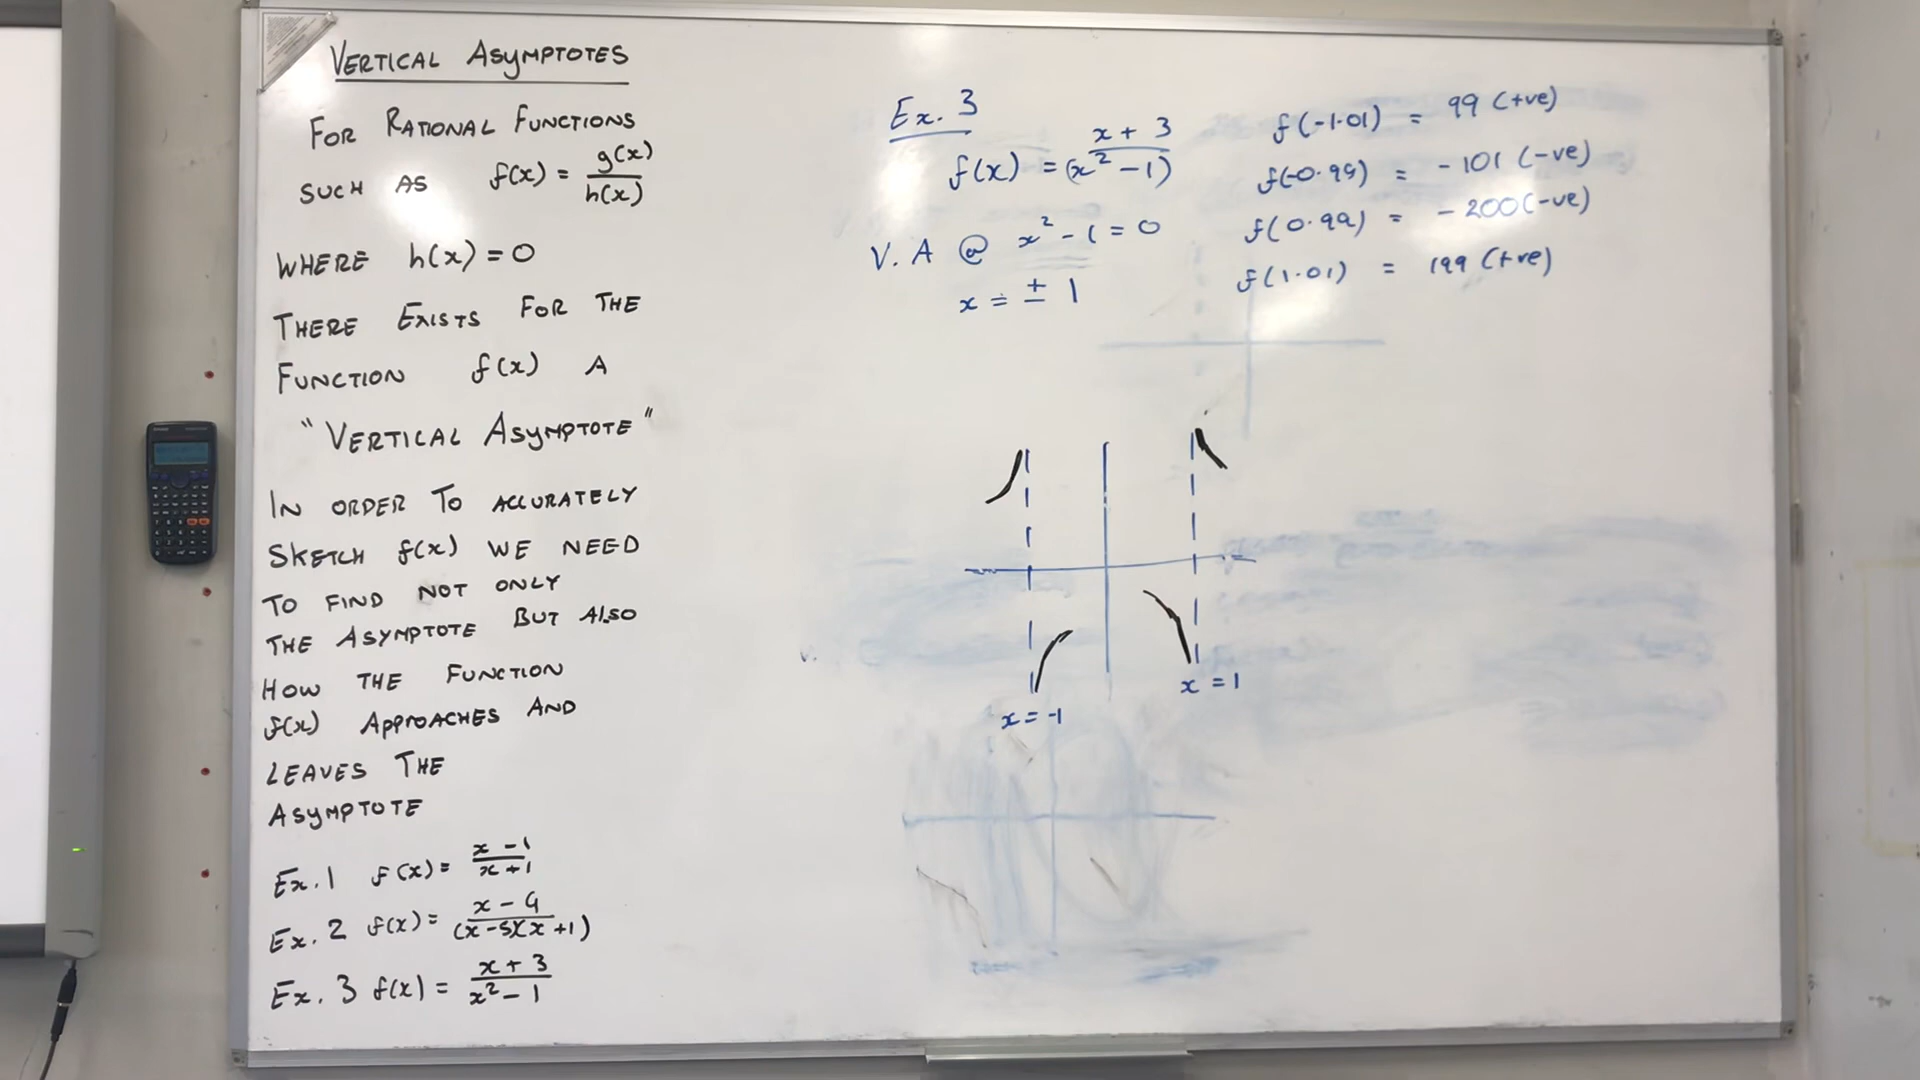 VERTICAL ASYMPTOTES
FOR RATIONAL FUNCTIONS
SUCH AS f(x) = g(x)/h(x)
WHERE h(x) = 0
THERE EXISTS FOR THE
FUNCTION f(x) A
"VERTICAL ASYMPTOTE"
IN ORDER TO ACCURATELY
SKETCH f(x) WE NEED
TO FIND NOT ONLY
THE ASYMPTOTE BUT ALSO
HOW THE FUNCTION
f(x) APPROACHES AND
LEAVES THE
ASYMPTOTE
Ex. 1 f(x) = x - 1 / x + 1
Ex. 2 f(x) = x - 9 / (x - 5)(x + 1)
Ex. 3 f(x) = x + 3 / x² - 1
Ex. 3
f(x) = x + 3 / (x² - 1)
V. A @ x² - 1 = 0
x = ± 1
f(-1.01) = 99 (+ve)
f(-0.99) = - 101 (-ve)
f(0.99) = - 200 (-ve)
f(1.01) = 199 (+ve)
x = 1
x = -1